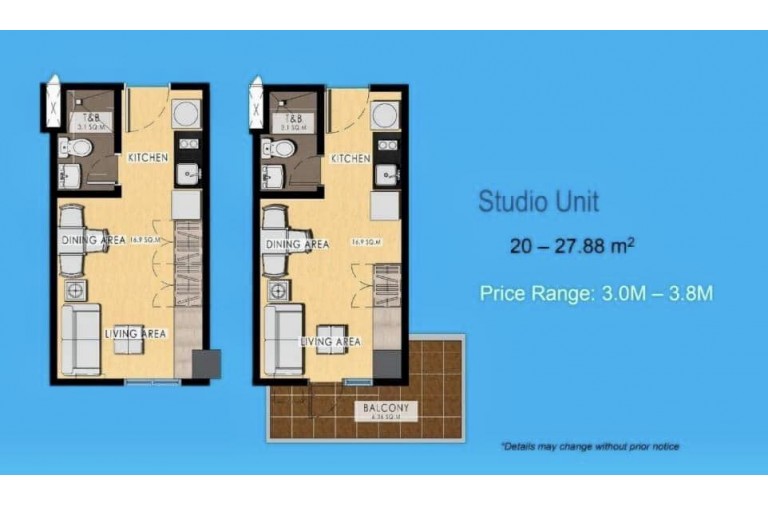 T&B
3.1 SQ.M
KITCHEN
DINING AREA
16.9 SQ.M
LIVING AREA
T&B
3.1 SQ.M
KITCHEN
DINING AREA
16.9 SQ.M
LIVING AREA
BALCONY
6.36 SQ.M
Studio Unit
20 – 27.88 m²
Price Range: 3.0M – 3.8M
*Details may change without prior notice